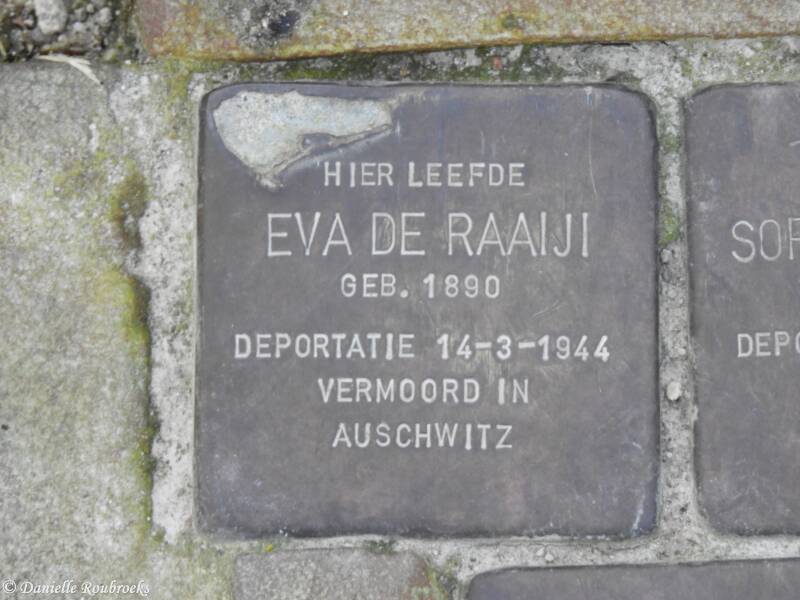 HIER LEEFDE
EVA DE RAAIJI
GEB. 1890
DEPORTATIE 14-3-1944
VERMOORD IN
AUSCHWITZ
SOF
DEPO
© Danielle Roubroeks